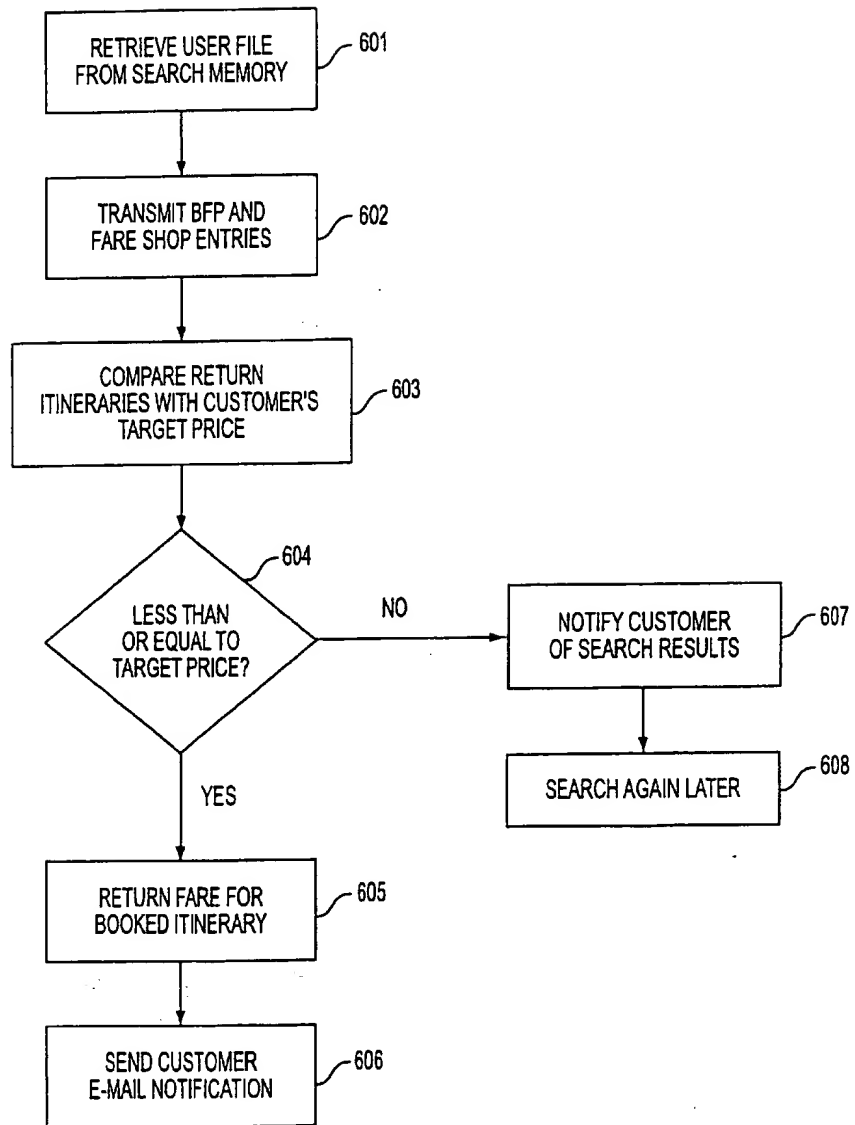 RETRIEVE USER FILE
FROM SEARCH MEMORY
601
TRANSMIT BFP AND
FARE SHOP ENTRIES
602
COMPARE RETURN
ITINERARIES WITH CUSTOMER'S
TARGET PRICE
603
604
LESS THAN
OR EQUAL TO
TARGET PRICE?
NO
NOTIFY CUSTOMER
OF SEARCH RESULTS
607
SEARCH AGAIN LATER
608
YES
RETURN FARE FOR
BOOKED ITINERARY
605
SEND CUSTOMER
E-MAIL NOTIFICATION
606